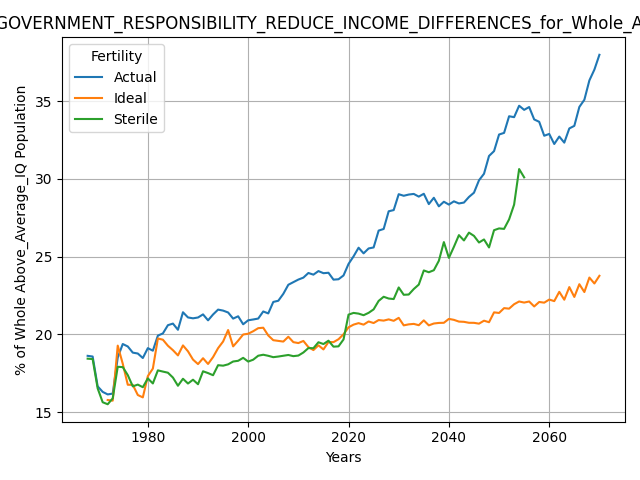 GOVERNMENT_RESPONSIBILITY_REDUCE_INCOME_DIFFERENCES_for_Whole_A
Fertility
Actual
Ideal
Sterile
% of Whole Above_Average_IQ Population
35
30
25
20
15
1980
2000
2020
2040
2060
Years